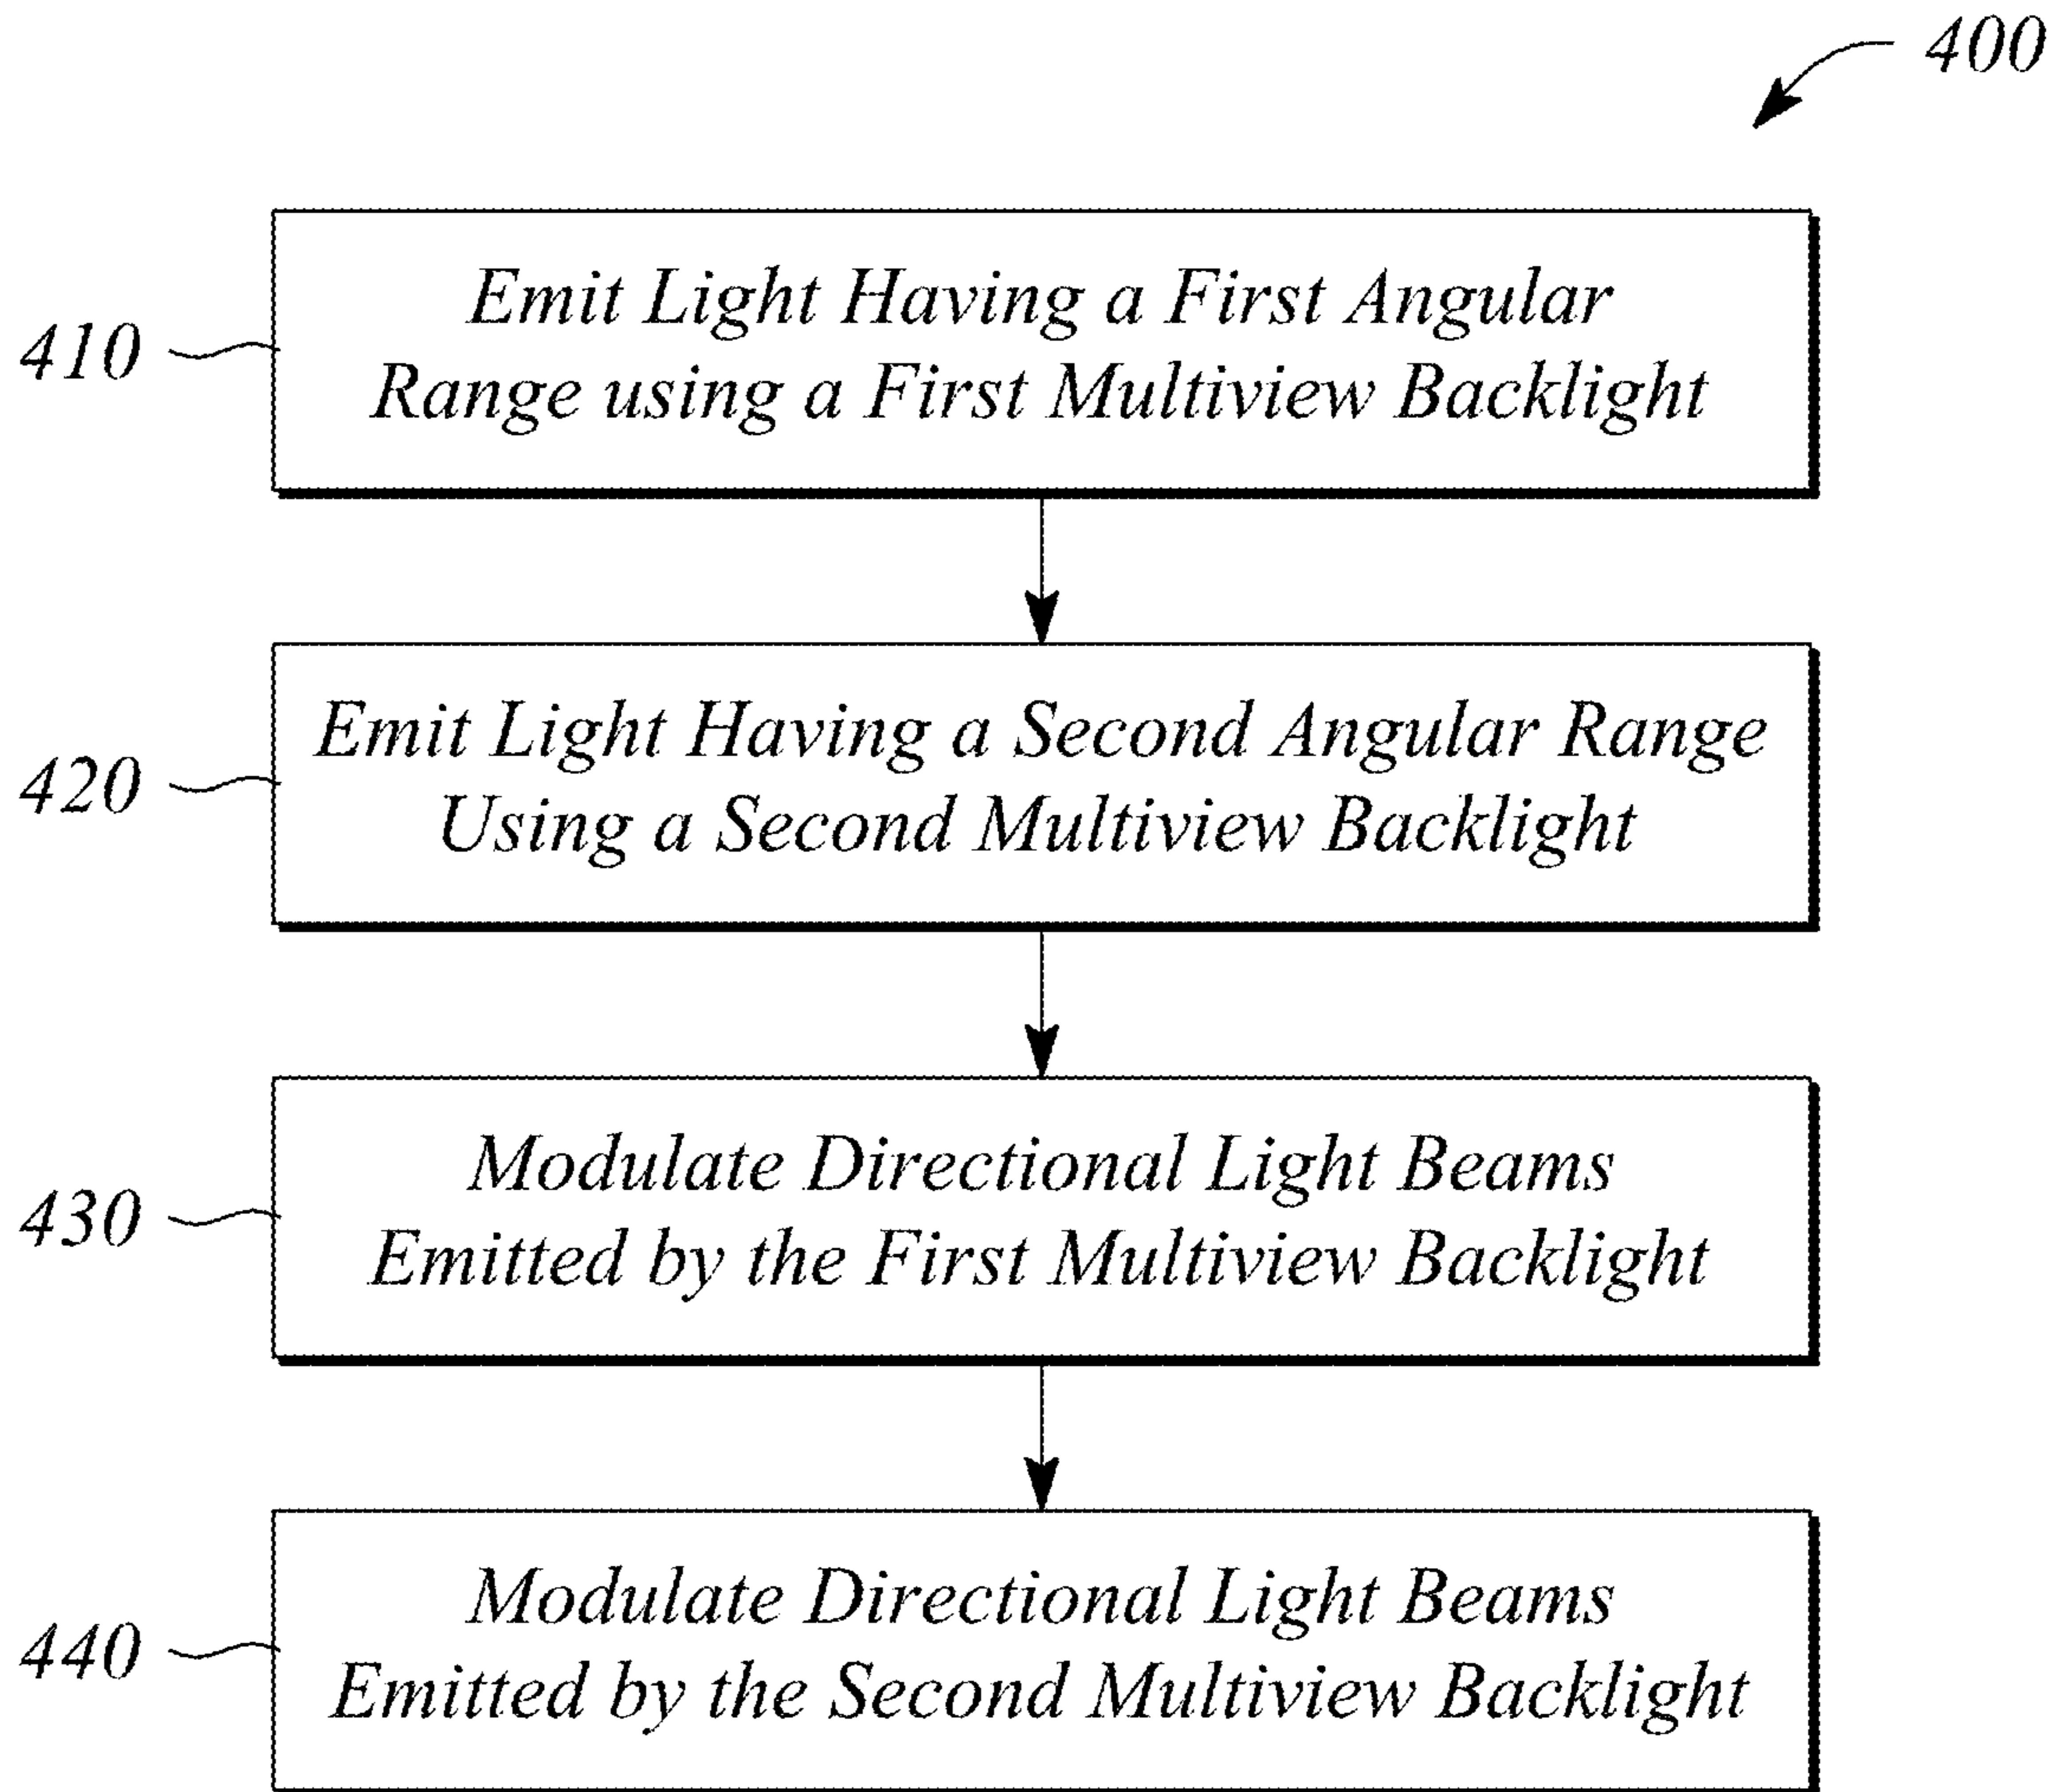 400
410
Emit Light Having a First Angular
Range using a First Multiview Backlight
420
Emit Light Having a Second Angular Range
Using a Second Multiview Backlight
430
Modulate Directional Light Beams
Emitted by the First Multiview Backlight
440
Modulate Directional Light Beams
Emitted by the Second Multiview Backlight